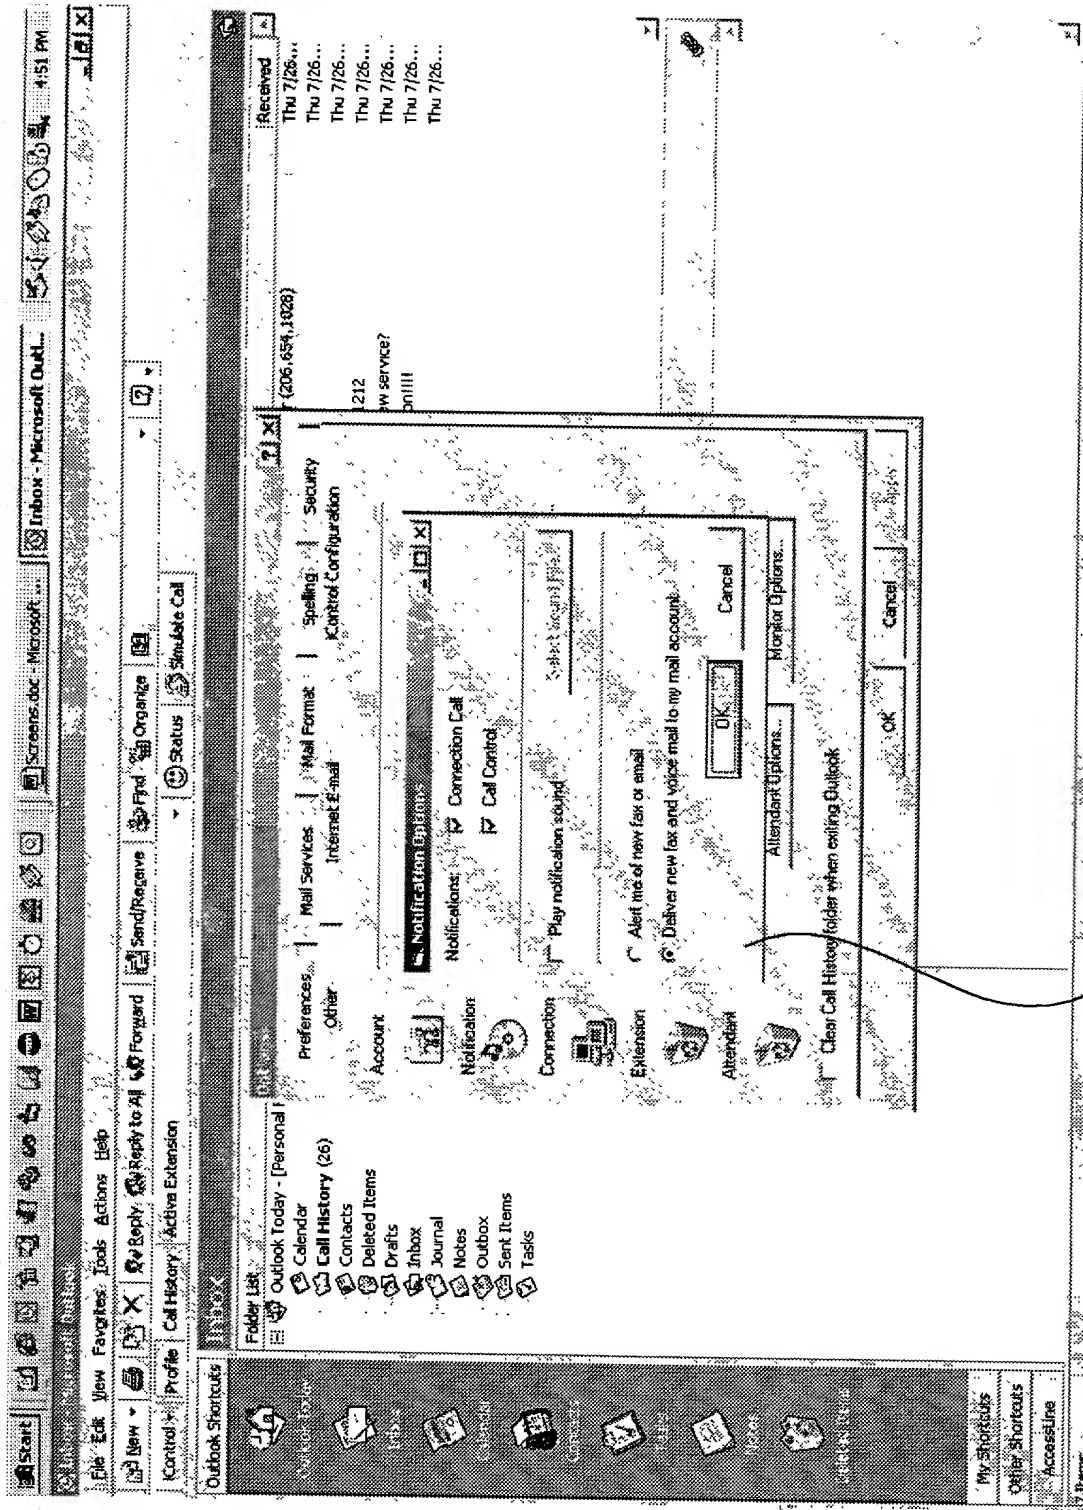 Start
Screens.doc - Microsoft ...
Inbox - Microsoft Outl...
4:51 PM
File Edit View Favorites Tools Actions Help
New Reply Reply to All Forward Send/Receive Find Organize
iControl Profile Call History Active Extension Status Simulate Call
Outlook Shortcuts
Inbox
Folder List
Outlook Today - [Personal F
Calendar
Call History (26)
Contacts
Deleted Items
Drafts
Inbox
Journal
Notes
Outbox
Sent Items
Tasks
My Shortcuts
Other Shortcuts
AccessLine
Received
Thu 7/26...
Thu 7/26...
Thu 7/26...
Thu 7/26...
Thu 7/26...
Thu 7/26...
Thu 7/26...
r (206.654.1028)
1212
ew service?
on!!!!
Preferences Mail Services Mail Format Spelling Security
Other Internet E-mail iControl Configuration
Account
Notification
Connection
Extension
Attendant
Notification Options
Notifications: Connection Call
Call Control
Play notification sound
Select Sound File
Alert me of new fax or email
Deliver new fax and voice mail to my mail account
OK Cancel
Attendant Options... Monitor Options...
Clear Call History folder when exiting Outlook
OK Cancel Apply